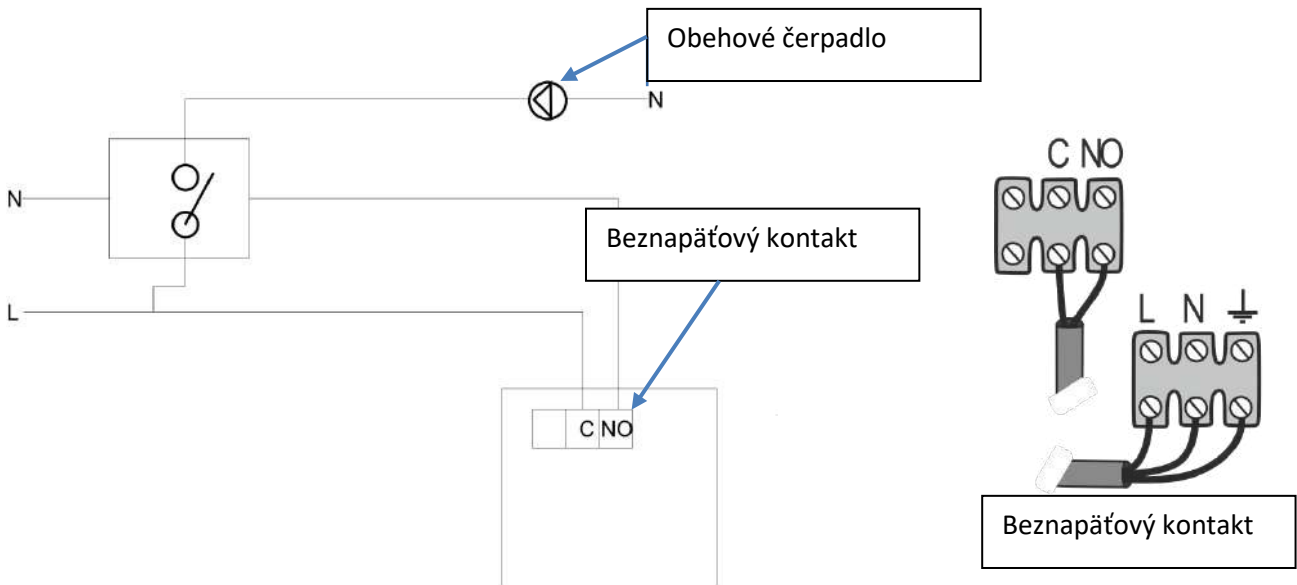 Obehové čerpadlo
N
C NO
N
Beznapäťový kontakt
L N
L
C NO
Beznapäťový kontakt